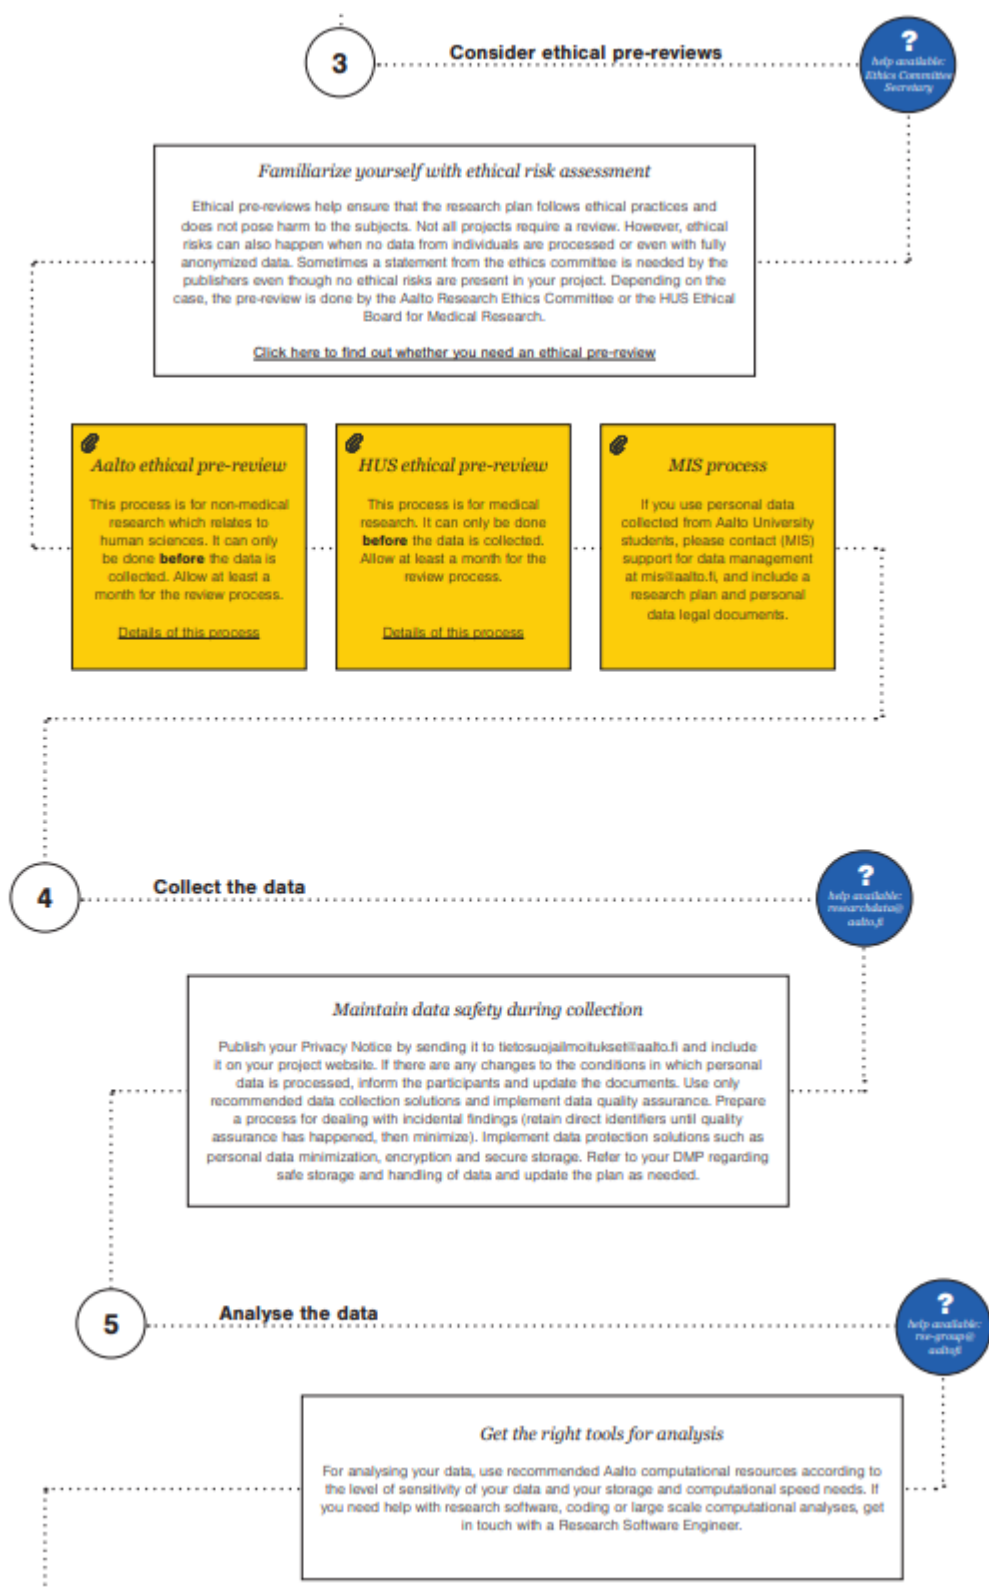 3
Consider ethical pre-reviews
?
help available:
Ethics Committee
Secretary
Familiarize yourself with ethical risk assessment
Ethical pre-reviews help ensure that the research plan follows ethical practices and
does not pose harm to the subjects. Not all projects require a review. However, ethical
risks can also happen when no data from individuals are processed or even with fully
anonymized data. Sometimes a statement from the ethics committee is needed by the
publishers even though no ethical risks are present in your project. Depending on the
case, the pre-review is done by the Aalto Research Ethics Committee or the HUS Ethical
Board for Medical Research.
Click here to find out whether you need an ethical pre-review
Aalto ethical pre-review
This process is for non-medical
research which relates to
human sciences. It can only
be done before the data is
collected. Allow at least a
month for the review process.
Details of this process
HUS ethical pre-review
This process is for medical
research. It can only be done
before the data is collected.
Allow at least a month for the
review process.
Details of this process
MIS process
If you use personal data
collected from Aalto University
students, please contact (MIS)
support for data management
at mis@aalto.fi, and include a
research plan and personal
data legal documents.
4
Collect the data
?
help available:
researchdata@
aalto.fi
Maintain data safety during collection
Publish your Privacy Notice by sending it to tietosuojailmoitukset@aalto.fi and include
it on your project website. If there are any changes to the conditions in which personal
data is processed, inform the participants and update the documents. Use only
recommended data collection solutions and implement data quality assurance. Prepare
a process for dealing with incidental findings (retain direct identifiers until quality
assurance has happened, then minimize). Implement data protection solutions such as
personal data minimization, encryption and secure storage. Refer to your DMP regarding
safe storage and handling of data and update the plan as needed.
5
Analyse the data
?
help available:
rse-group@
aalto.fi
Get the right tools for analysis
For analysing your data, use recommended Aalto computational resources according to
the level of sensitivity of your data and your storage and computational speed needs. If
you need help with research software, coding or large scale computational analyses, get
in touch with a Research Software Engineer.